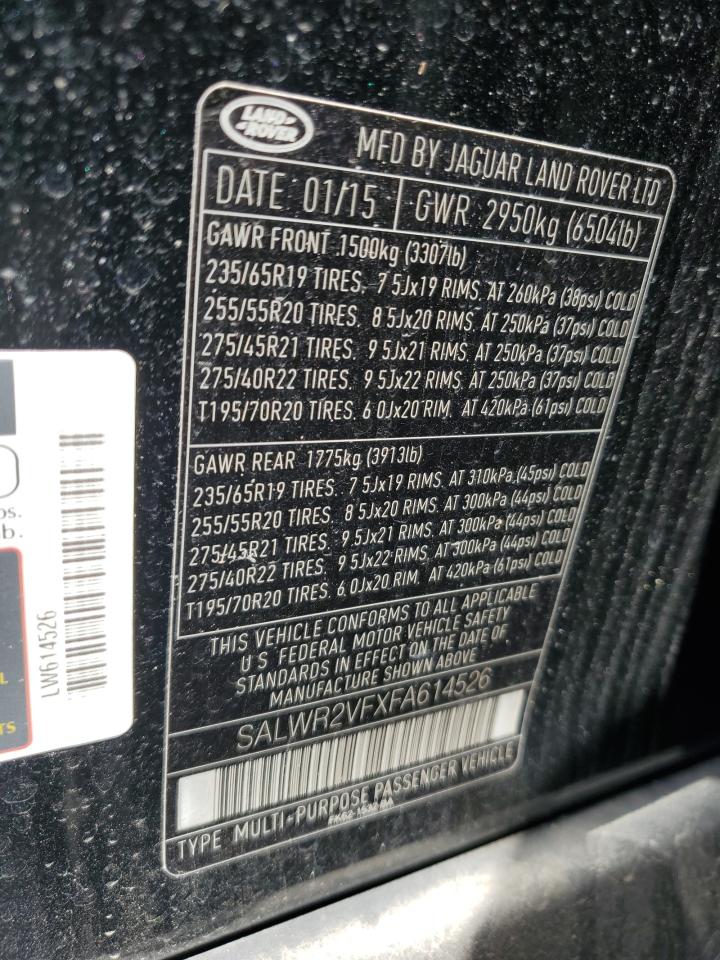 LAND-
-ROVER
MFD BY JAGUAR LAND ROVER LTD
DATE 01/15 GWR 2950kg (6504lb)
GAWR FRONT 1500kg (3307lb)
235/65R19 TIRES. 7 5Jx19 RIMS. AT 260kPa (38psi) COLD
255/55R20 TIRES. 8 5Jx20 RIMS. AT 250kPa (37psi) COLD
275/45R21 TIRES. 9 5Jx21 RIMS. AT 250kPa (37psi) COLD
275/40R22 TIRES. 9 5Jx22 RIMS. AT 250kPa (37psi) COLD
T195/70R20 TIRES. 6 0Jx20 RIM. AT 420kPa (61psi) COLD
GAWR REAR 1775kg (3913lb)
235/65R19 TIRES. 7 5Jx19 RIMS. AT 310kPa (45psi) COLD
255/55R20 TIRES. 8 5Jx20 RIMS. AT 300kPa (44psi) COLD
275/45R21 TIRES. 9 5Jx21 RIMS. AT 300kPa (44psi) COLD
275/40R22 TIRES. 9 5Jx22 RIMS. AT 300kPa (44psi) COLD
T195/70R20 TIRES. 6 0Jx20 RIM. AT 420kPa (61psi) COLD
THIS VEHICLE CONFORMS TO ALL APPLICABLE
U S FEDERAL MOTOR VEHICLE SAFETY
STANDARDS IN EFFECT ON THE DATE OF
MANUFACTURE SHOWN ABOVE
SALWR2VFXFA614526
TYPE MULTI-PURPOSE PASSENGER VEHICLE
LW614526